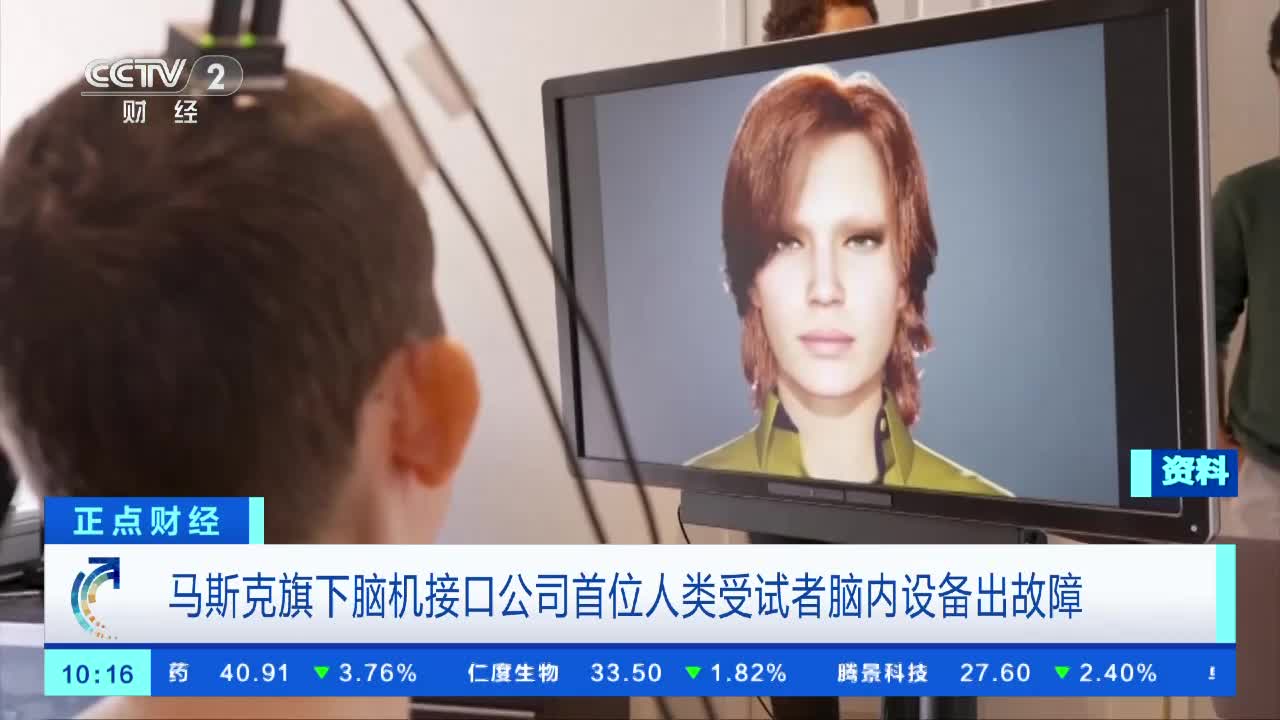 CCTV 2
财经
资料
正点财经
马斯克旗下脑机接口公司首位人类受试者脑内设备出故障
10:16 药 40.91 ▼3.76% 仁度生物 33.50 ▼1.82% 腾景科技 27.60 ▼2.40%